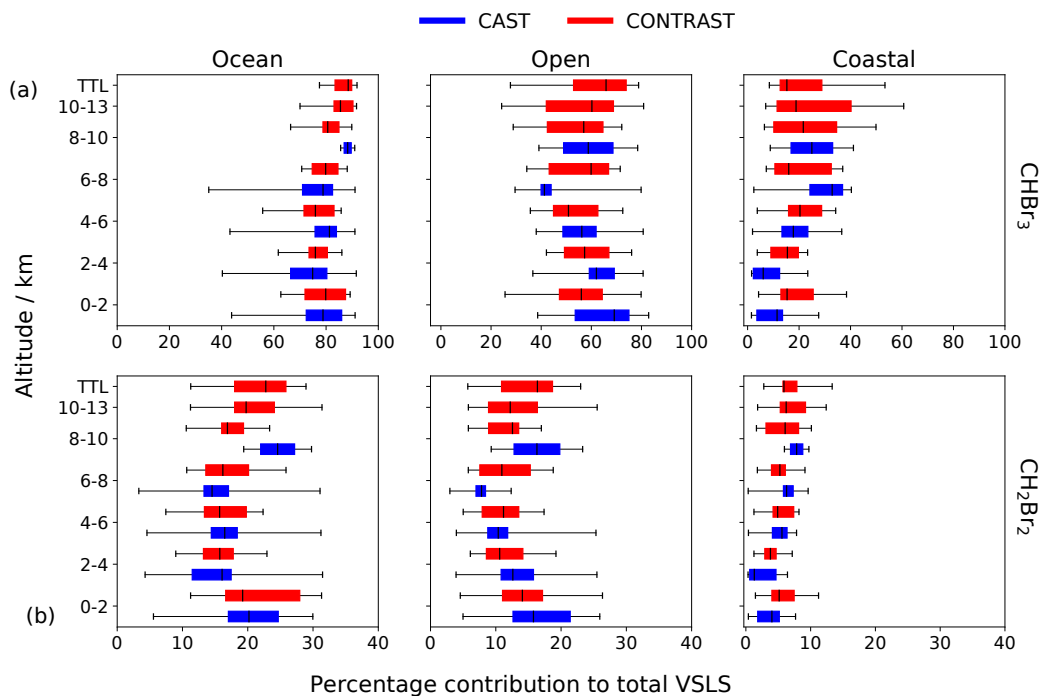 CAST CONTRAST
Ocean Open Coastal
(a)
TTL
10-13
8-10
6-8
4-6
2-4
0-2
CHBr3
0 20 40 60 80 100 0 20 40 60 80 100 0 20 40 60 80 100
Altitude / km
TTL
10-13
8-10
6-8
4-6
2-4
0-2
CH2Br2
(b)
0 10 20 30 40 0 10 20 30 40 0 10 20 30 40
Percentage contribution to total VSLS